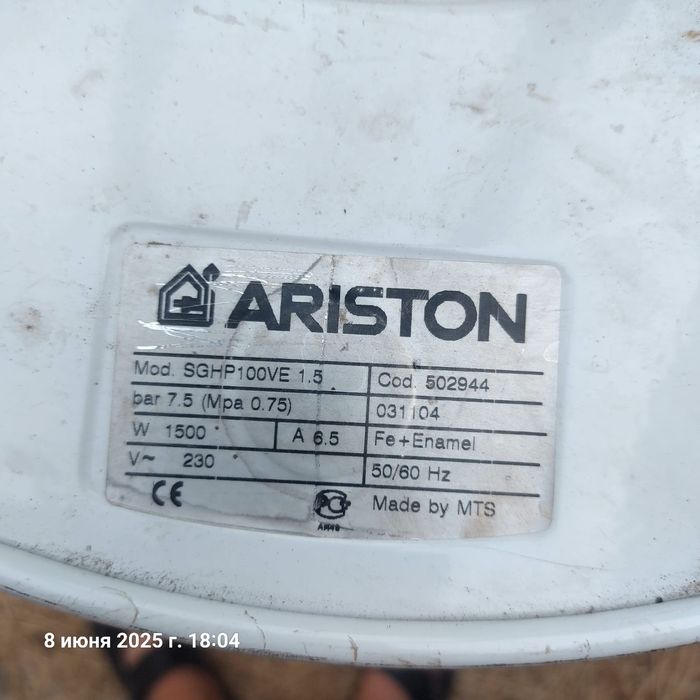 ARISTON
Mod. SGHP100VE 1.5
Cod. 502944
bar 7.5 (Mpa 0.75)
031104
W 1500 A 6.5
Fe+Enamel
V~ 230
50/60 Hz
CE
Made by MTS
8 июня 2025 г. 18:04